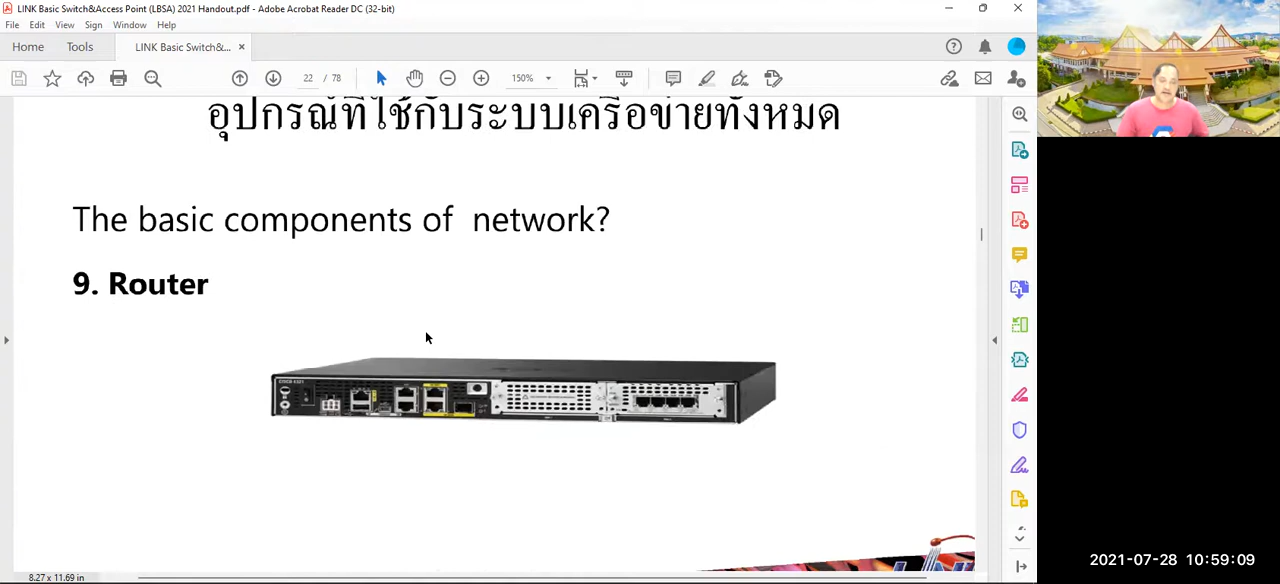 LINK Basic Switch&Access Point (LBSA) 2021 Handout.pdf - Adobe Acrobat Reader DC (32-bit)
File Edit View Sign Window Help
Home Tools LINK Basic Switch&...
22 / 78 150%
อุปกรณ์ที่ใช้กับระบบเครือข่ายทั้งหมด
The basic components of network?
9. Router
8.27 x 11.69 in
2021-07-28 10:59:09